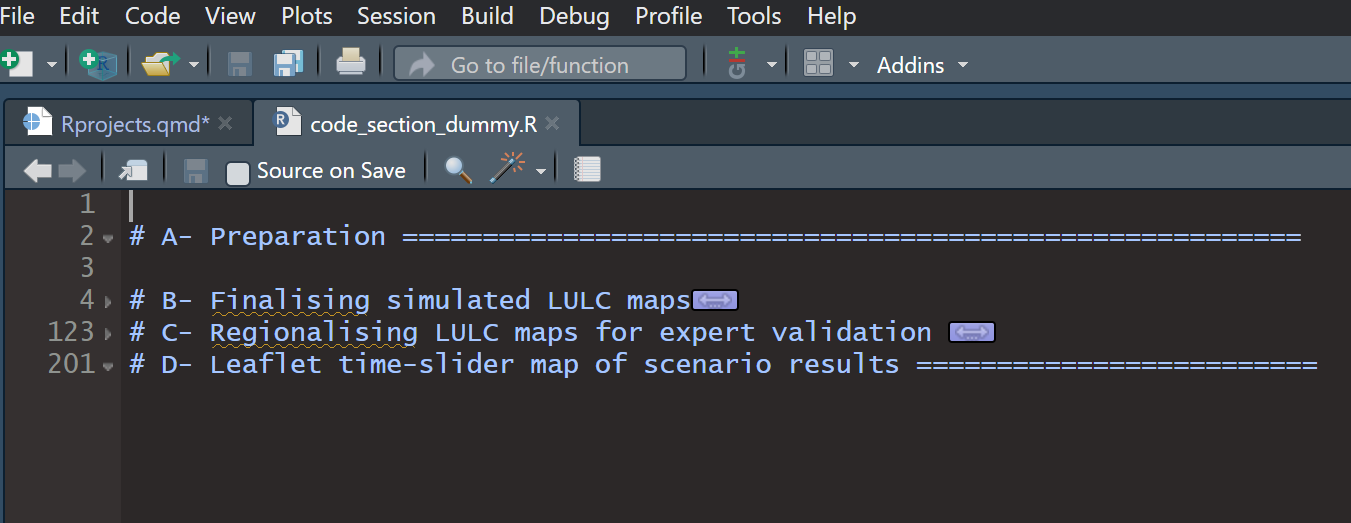 File Edit Code View Plots Session Build Debug Profile Tools Help
Go to file/function Addins
Rprojects.qmd* code_section_dummy.R
Source on Save
1
2 # A- Preparation ========================================================
3
4 # B- Finalising simulated LULC maps
123 # C- Regionalising LULC maps for expert validation
201 # D- Leaflet time-slider map of scenario results =========================